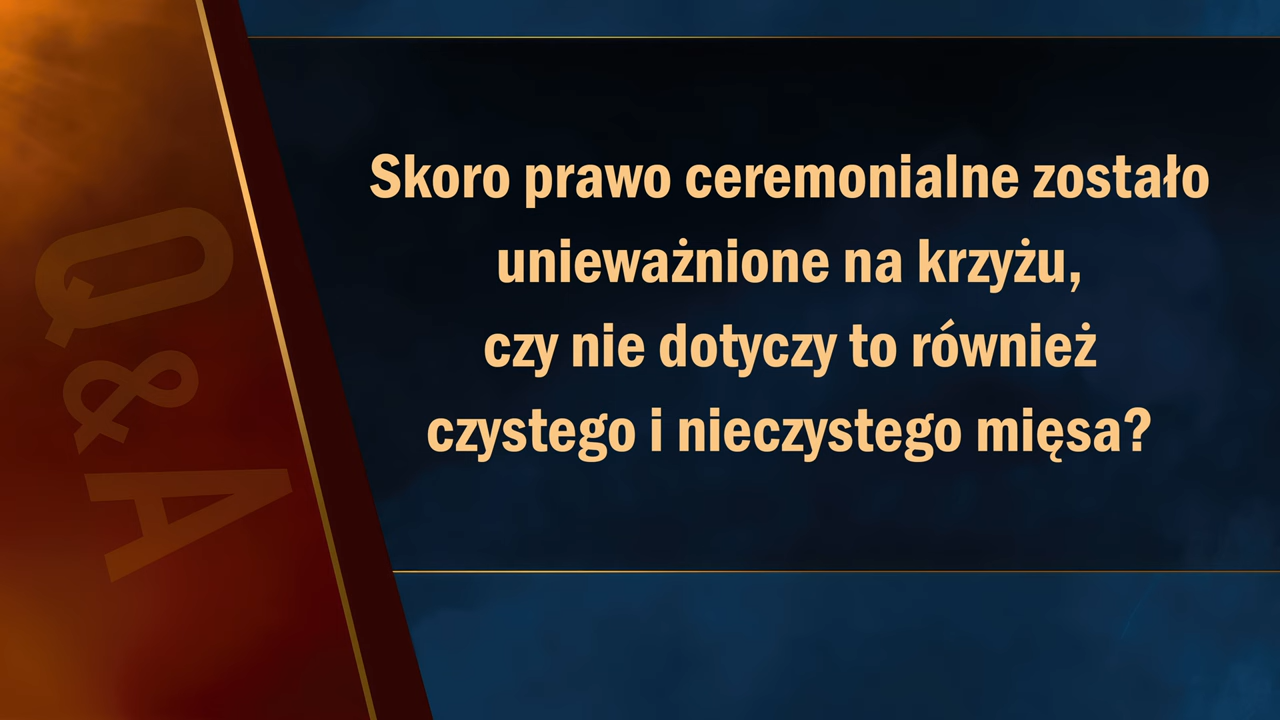 Q & A
Skoro prawo ceremonialne zostało
unieważnione na krzyżu,
czy nie dotyczy to również
czystego i nieczystego mięsa?